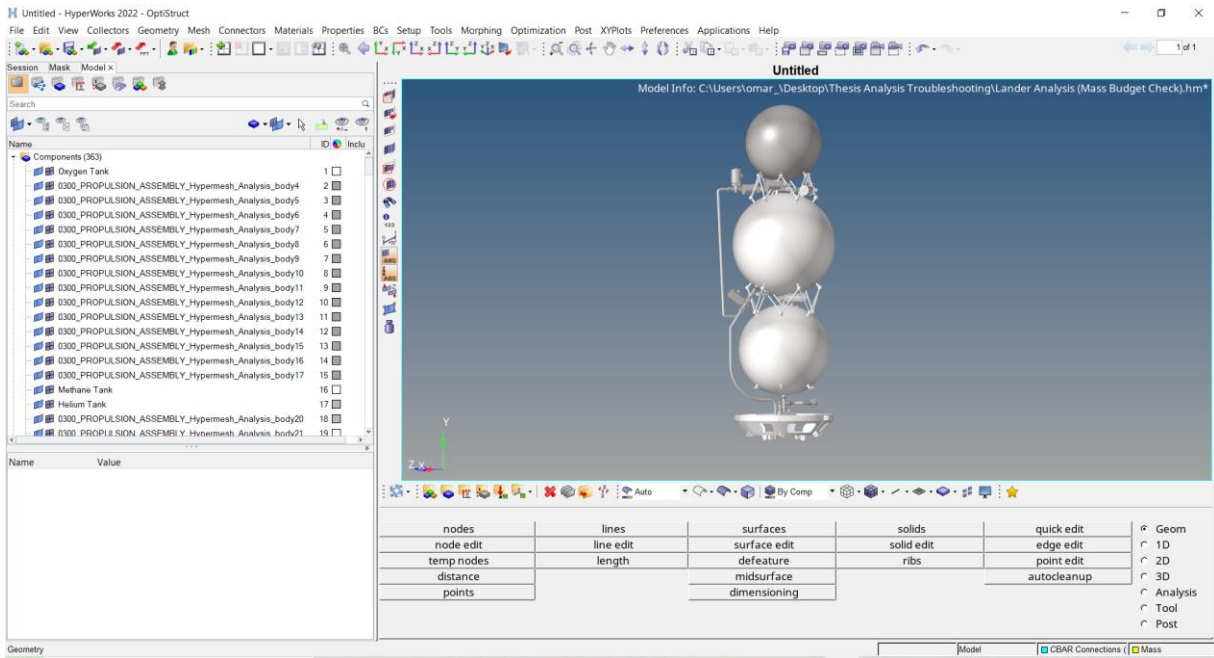 Untitled - HyperWorks 2022 - OptiStruct
File Edit View Collectors Geometry Mesh Connectors Materials Properties BCs Setup Tools Morphing Optimization Post XYPlots Preferences Applications Help
1 of 1
Session Mask Model x
Untitled
Model Info: C:\Users\omar_\Desktop\Thesis Analysis Troubleshooting\Lander Analysis (Mass Budget Check).hm*
Search
Name ID Inclu
Components (363)
Oxygen Tank 1
0300_PROPULSION_ASSEMBLY_Hypermesh_Analysis_body4 2
0300_PROPULSION_ASSEMBLY_Hypermesh_Analysis_body5 3
0300_PROPULSION_ASSEMBLY_Hypermesh_Analysis_body6 4
0300_PROPULSION_ASSEMBLY_Hypermesh_Analysis_body7 5
0300_PROPULSION_ASSEMBLY_Hypermesh_Analysis_body8 6
0300_PROPULSION_ASSEMBLY_Hypermesh_Analysis_body9 7
0300_PROPULSION_ASSEMBLY_Hypermesh_Analysis_body10 8
0300_PROPULSION_ASSEMBLY_Hypermesh_Analysis_body11 9
0300_PROPULSION_ASSEMBLY_Hypermesh_Analysis_body12 10
0300_PROPULSION_ASSEMBLY_Hypermesh_Analysis_body13 11
0300_PROPULSION_ASSEMBLY_Hypermesh_Analysis_body14 12
0300_PROPULSION_ASSEMBLY_Hypermesh_Analysis_body15 13
0300_PROPULSION_ASSEMBLY_Hypermesh_Analysis_body16 14
0300_PROPULSION_ASSEMBLY_Hypermesh_Analysis_body17 15
Methane Tank 16
Helium Tank 17
0300_PROPULSION_ASSEMBLY_Hypermesh_Analysis_body20 18
0300_PROPULSION_ASSEMBLY_Hypermesh_Analysis_body21 19
Name Value
123
Y
Z X
Auto By Comp
nodes lines surfaces solids quick edit Geom
node edit line edit surface edit solid edit edge edit 1D
temp nodes length defeature ribs point edit 2D
distance midsurface autocleanup 3D
points dimensioning Analysis
Tool
Post
Geometry Model CBAR Connections ( Mass